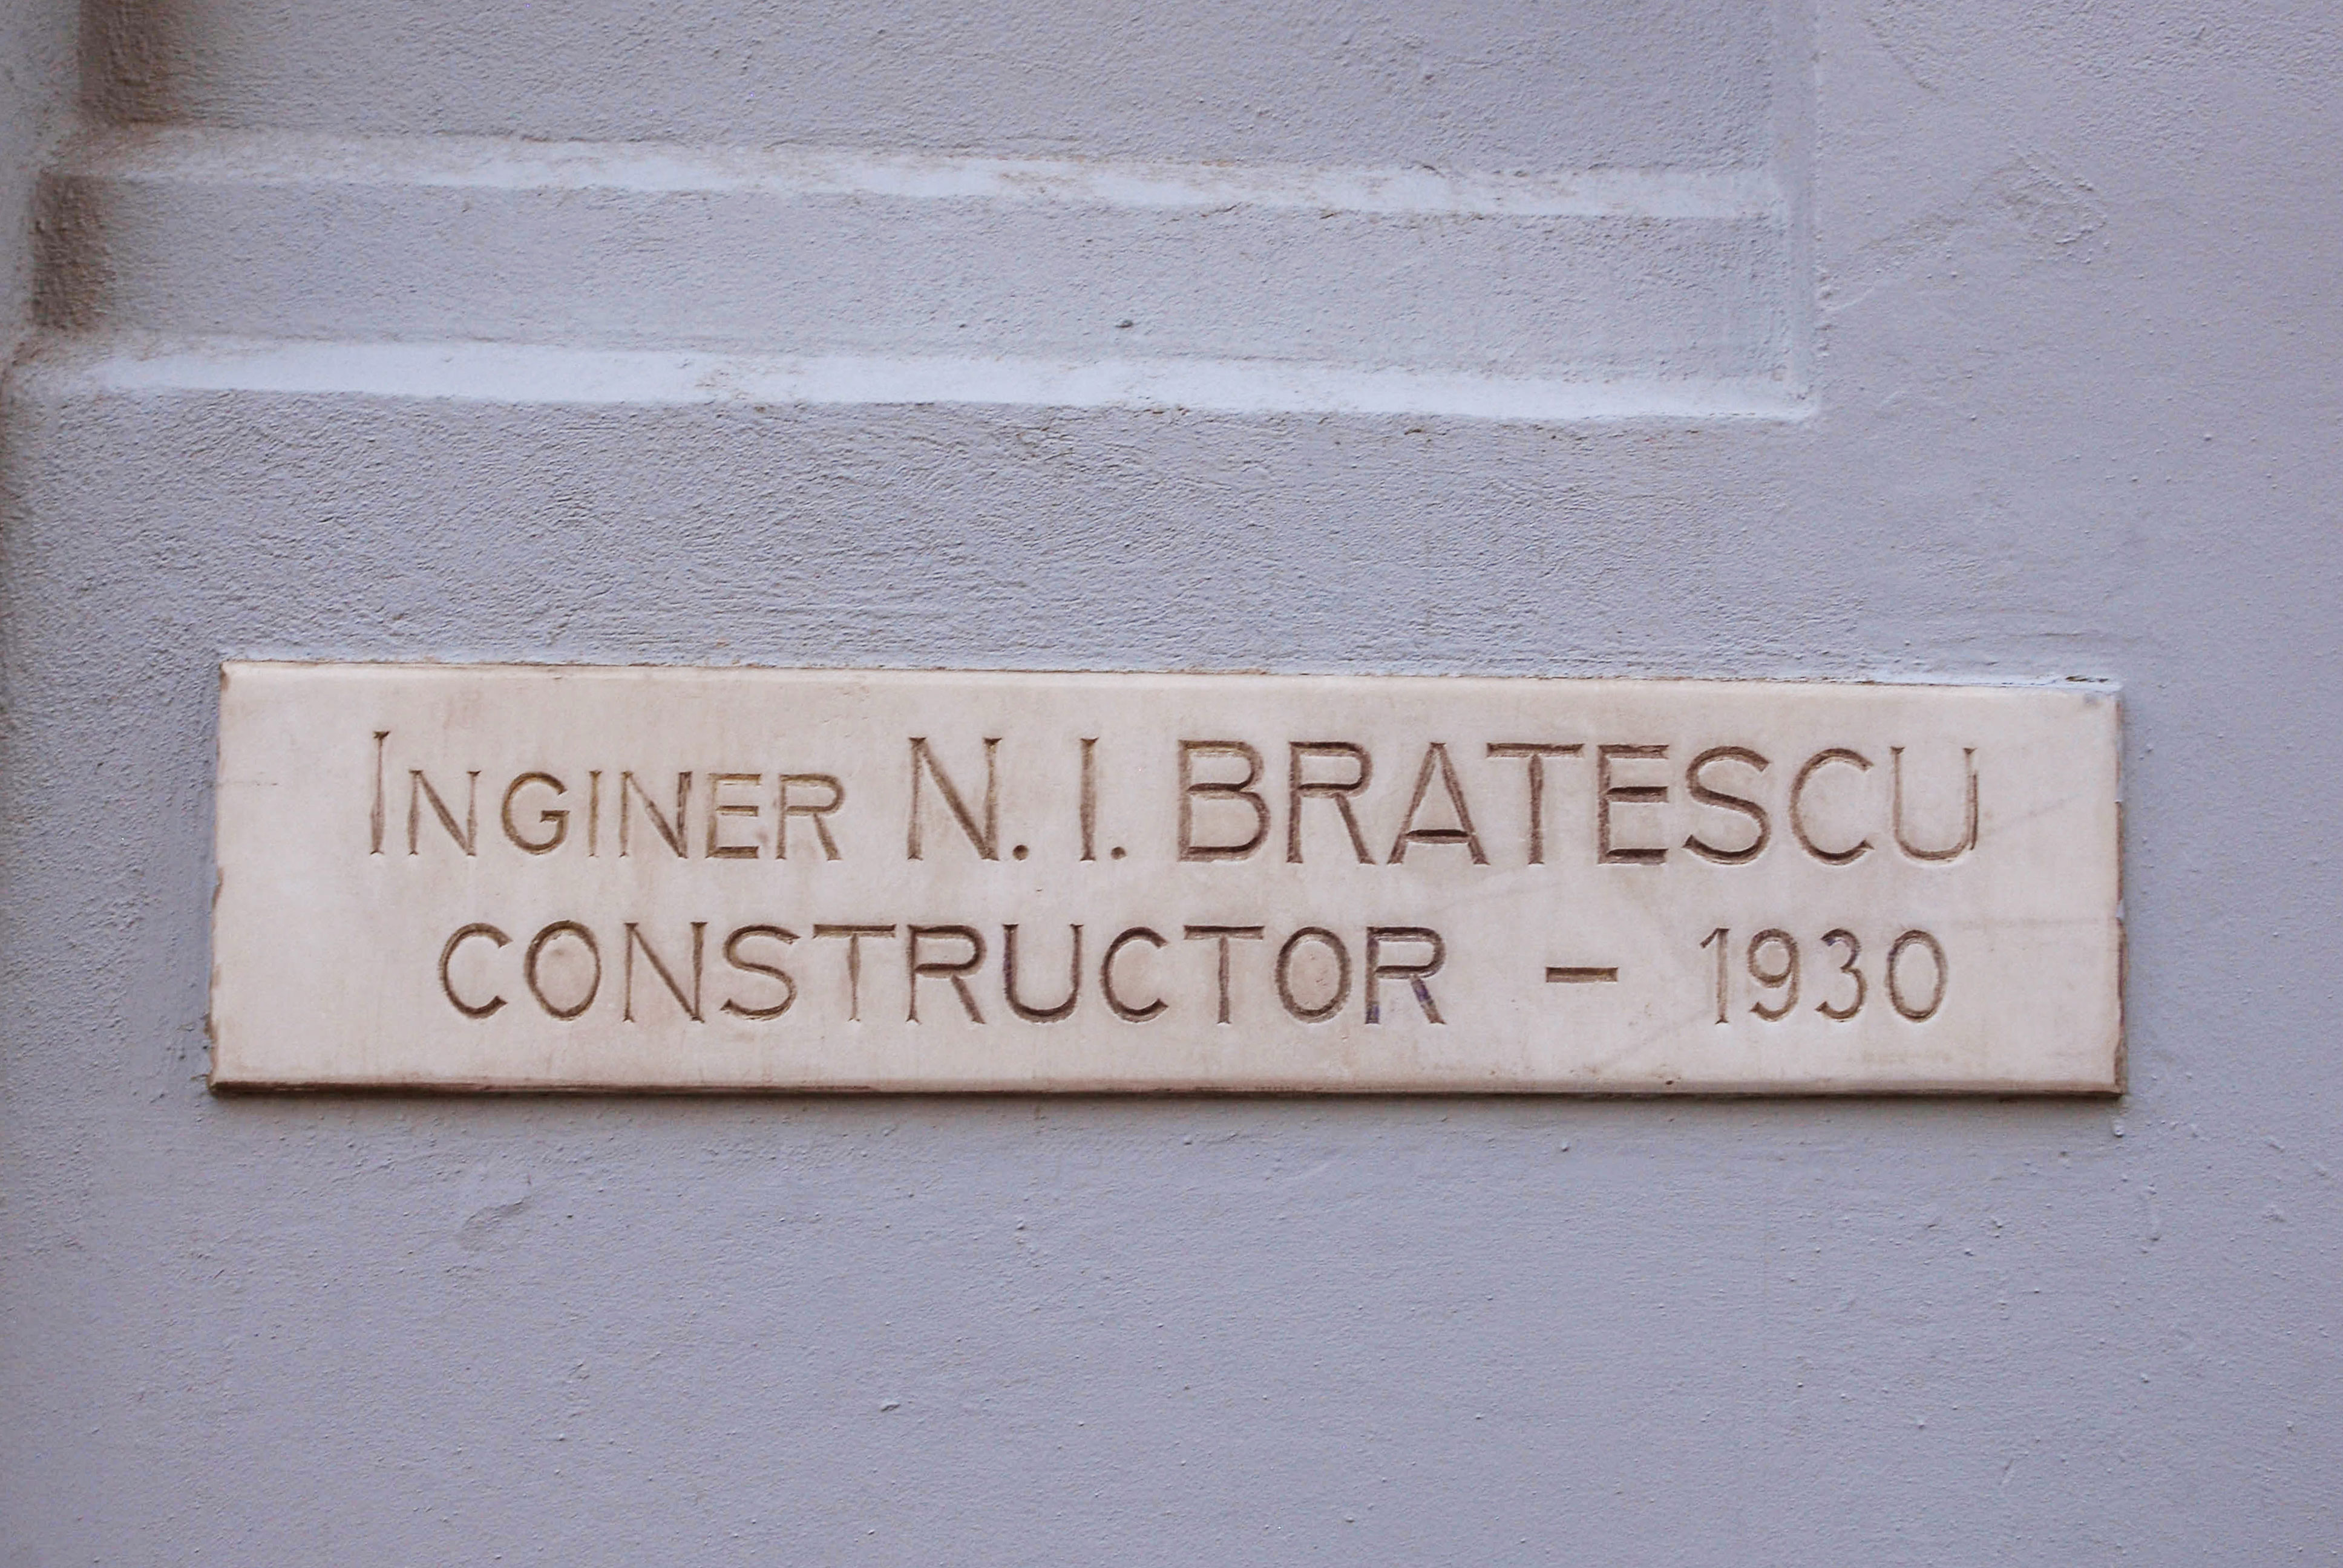 INGINER N. I. BRATESCU
CONSTRUCTOR – 1930